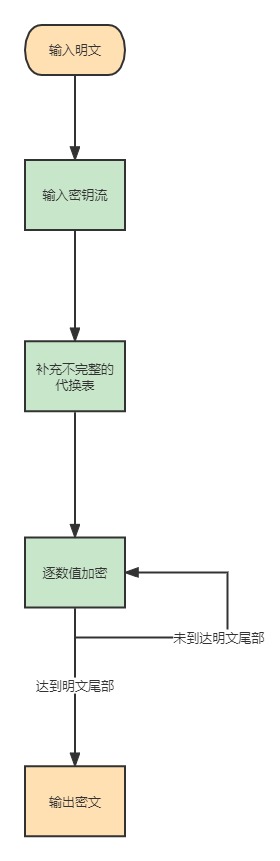 输入明文
输入密钥流
补充不完整的
代换表
逐数值加密
未到达明文尾部
达到明文尾部
输出密文